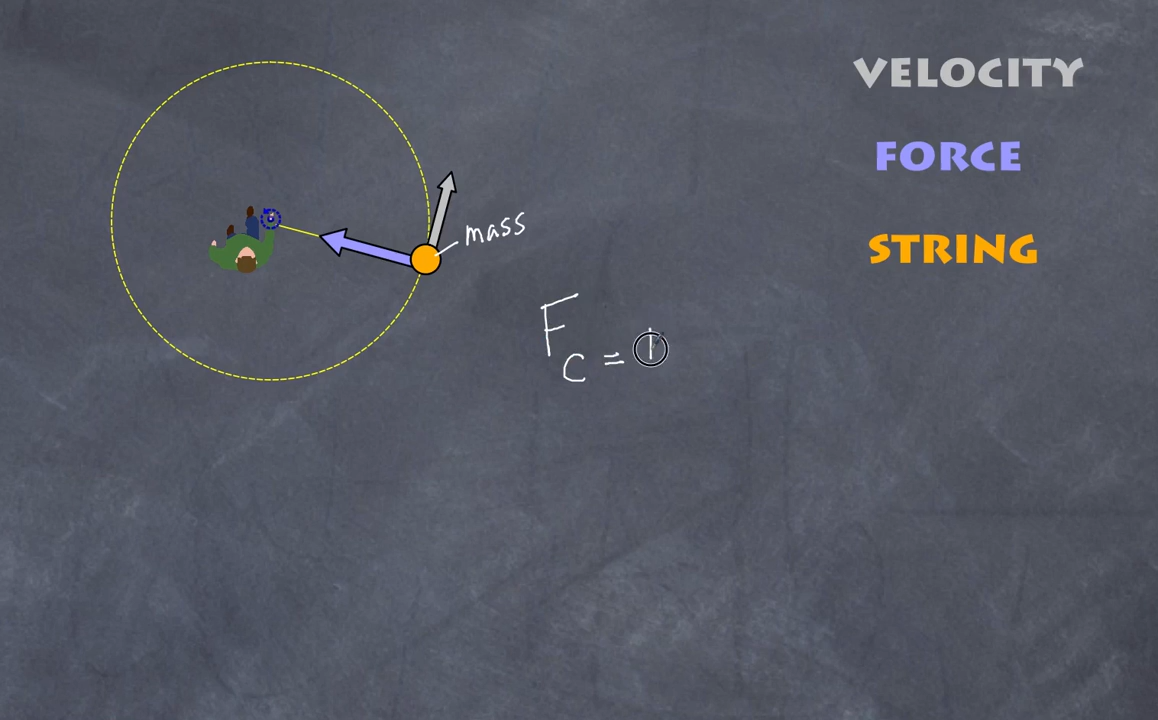 VELOCITY
FORCE
STRING
mass
F
c =